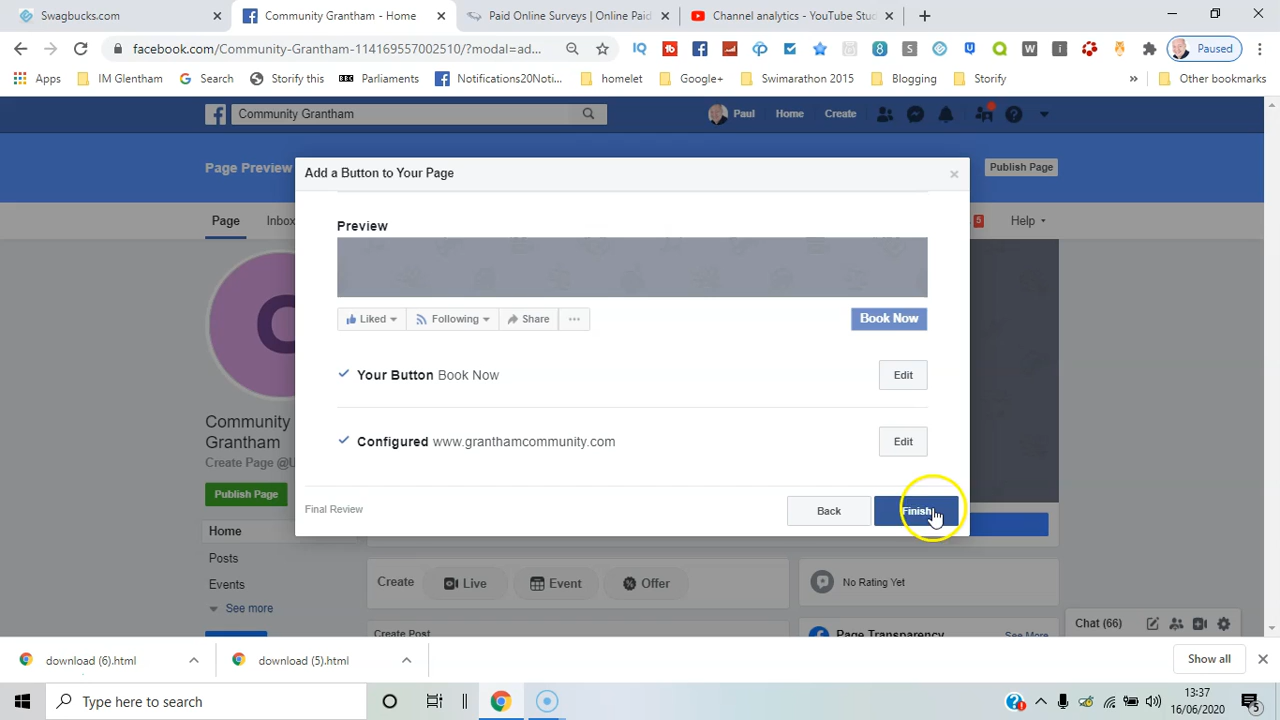 Swagbucks.com
Community Grantham - Home
Paid Online Surveys | Online Paid
Channel analytics - YouTube Stu
facebook.com/Community-Grantham-114169557002510/?modal=ad...
Paused
Apps
IM Glentham
Search
Storify this
BBC Parliaments
Notifications20Noti...
homelet
Google+
Swimarathon 2015
Blogging
Storify
»
Other bookmarks
Community Grantham
Paul
Home
Create
Page Preview
Publish Page
Page
Inbox
5
Help
Add a Button to Your Page
Preview
Liked
Following
Share
...
Book Now
Your Button Book Now
Edit
Configured www.granthamcommunity.com
Edit
Final Review
Back
Finish
C
Community
Grantham
Create Page @U
Publish Page
Home
Posts
Events
See more
Create
Live
Event
Offer
No Rating Yet
Create Post
Page Transparency
See More
Chat (66)
download (6).html
download (5).html
Show all
Type here to search
13:37
16/06/2020
5